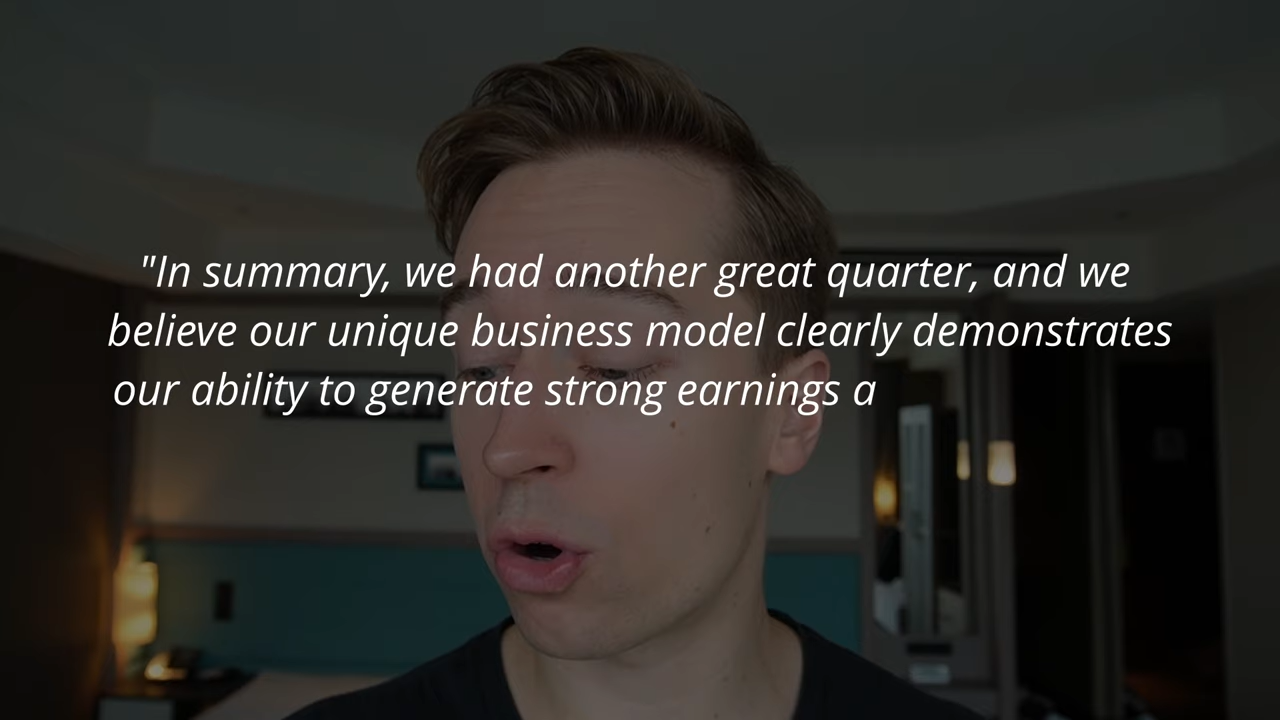 "In summary, we had another great quarter, and we
believe our unique business model clearly demonstrates
our ability to generate strong earnings a